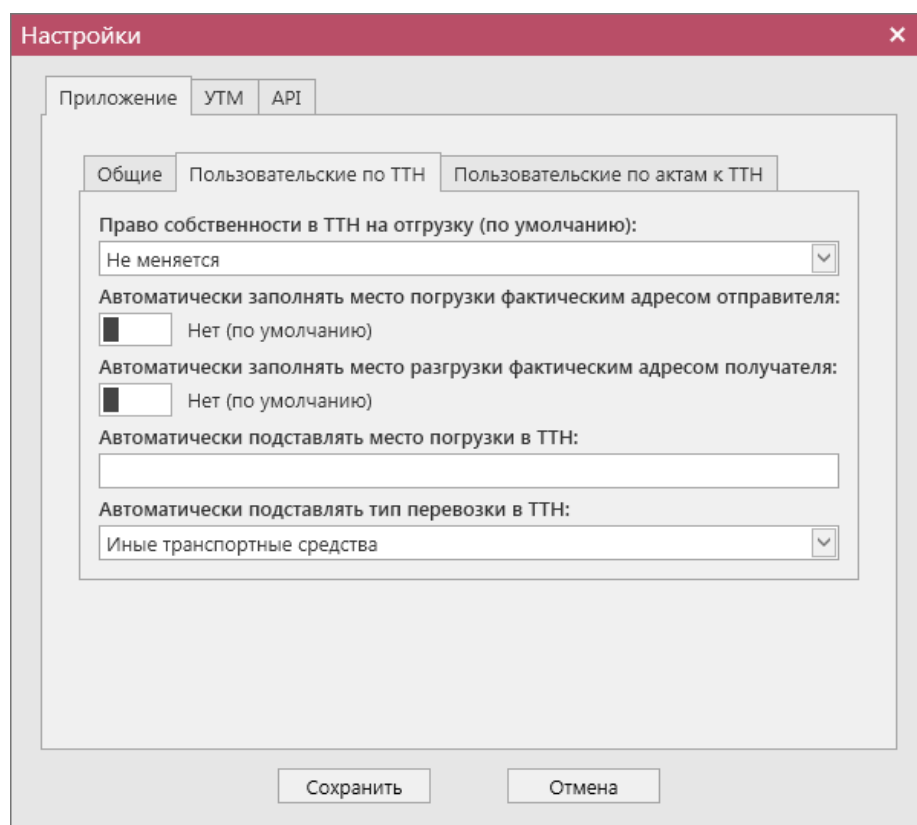 Настройки
Приложение УТМ API
Общие Пользовательские по ТТН Пользовательские по актам к ТТН
Право собственности в ТТН на отгрузку (по умолчанию):
Не меняется
Автоматически заполнять место погрузки фактическим адресом отправителя:
Нет (по умолчанию)
Автоматически заполнять место разгрузки фактическим адресом получателя:
Нет (по умолчанию)
Автоматически подставлять место погрузки в ТТН:
Автоматически подставлять тип перевозки в ТТН:
Иные транспортные средства
Сохранить Отмена